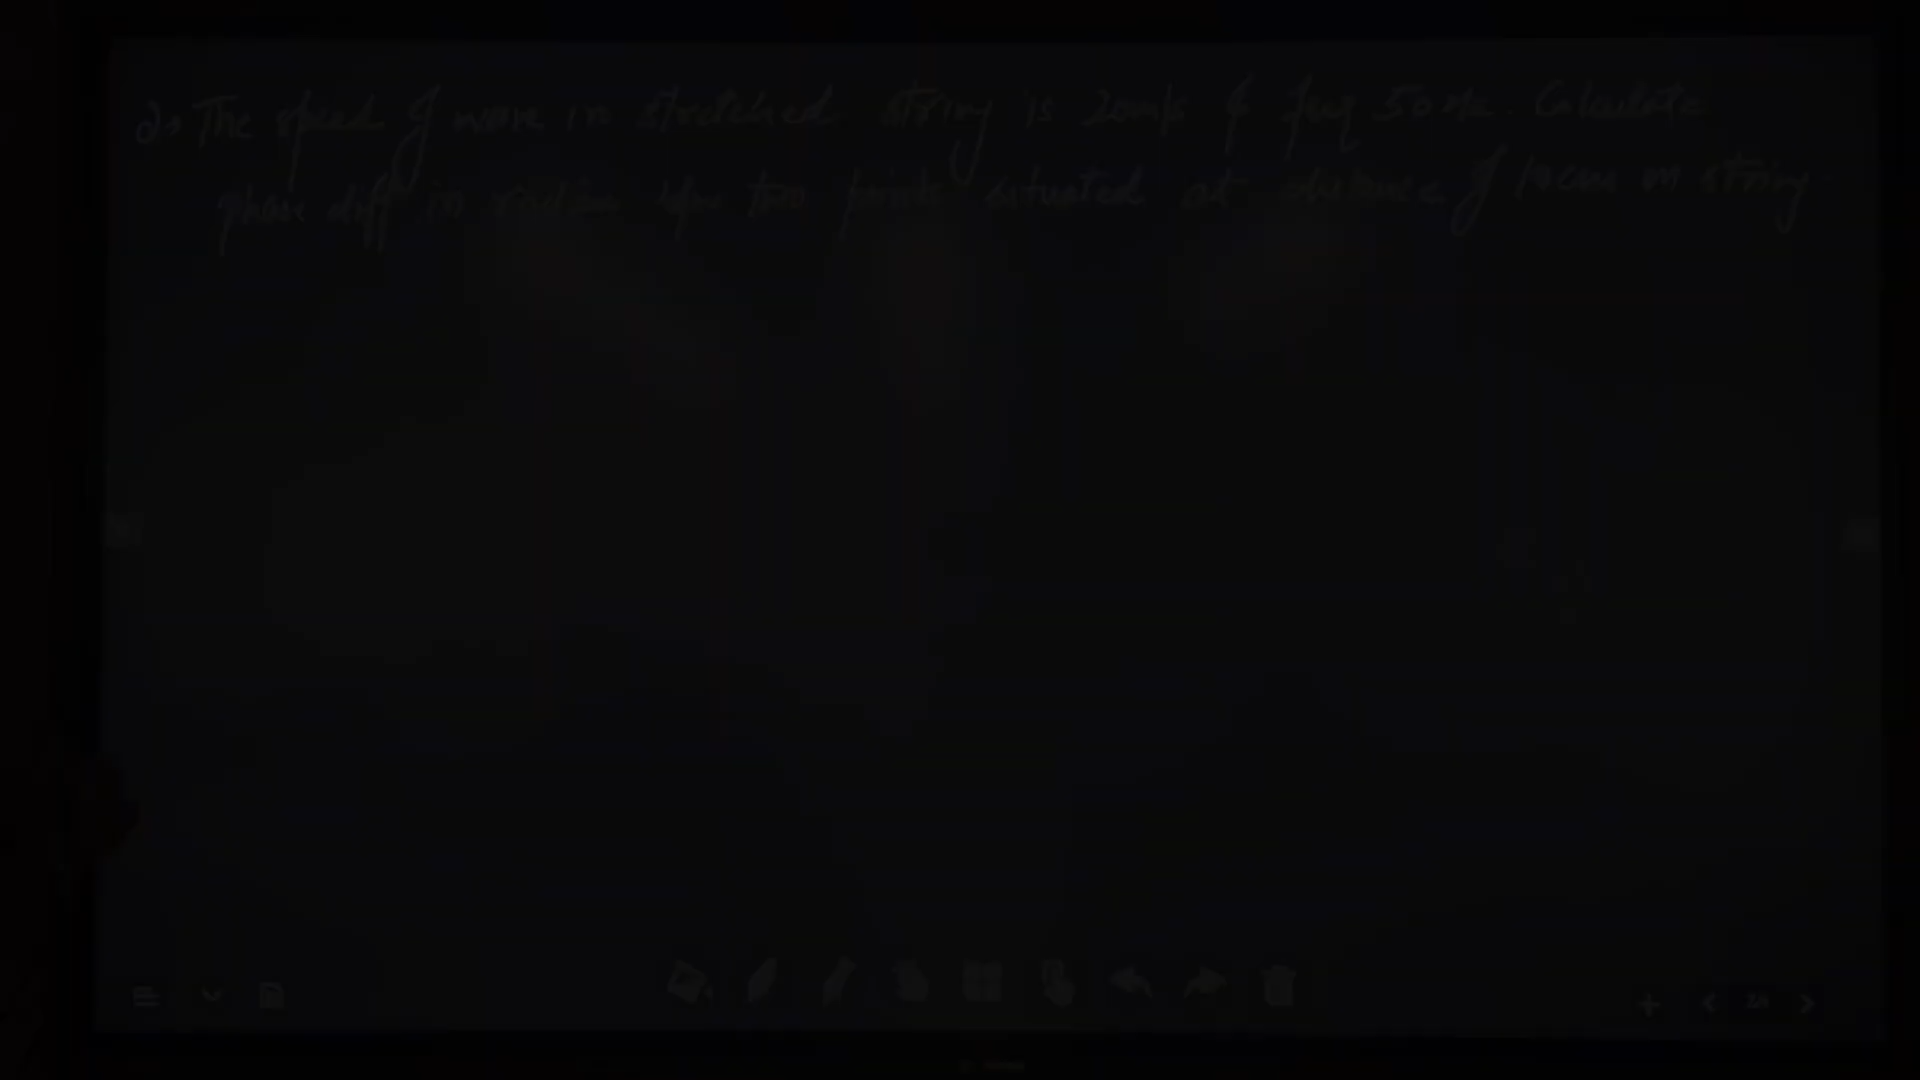 Q. The speed of wave in stretched string is 20m/s & freq 50Hz. Calculate
phase diff in radian b/w two points situated at distance of 10cm on string